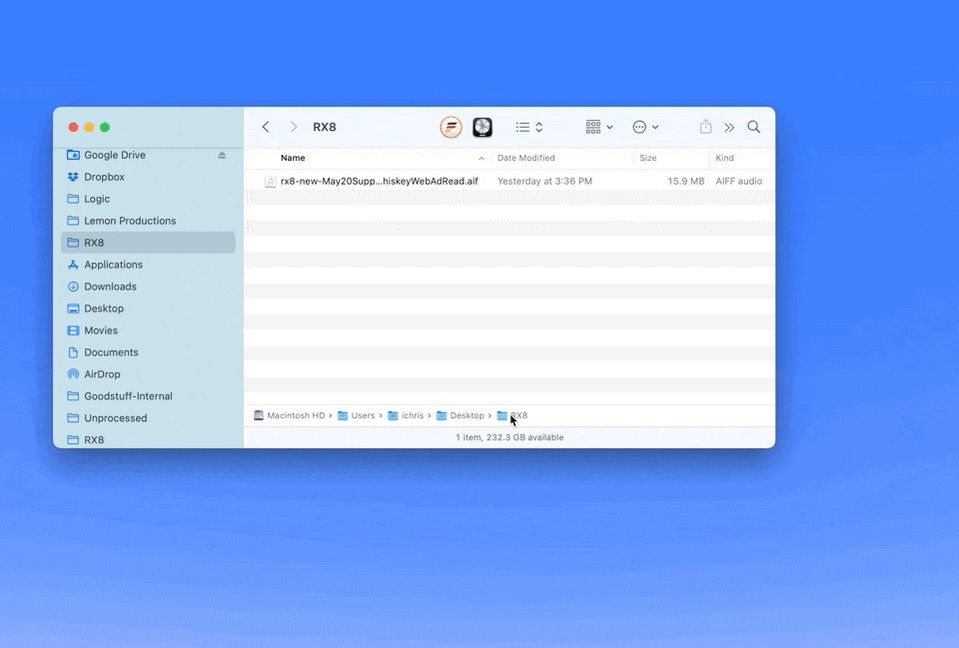 RX8
Google Drive
Dropbox
Logic
Lemon Productions
RX8
Applications
Downloads
Desktop
Movies
Documents
AirDrop
Goodstuff-Internal
Unprocessed
RX8
Name Date Modified Size Kind
rx8-new-May20Supp...hiskeyWebAdRead.aif Yesterday at 3:36 PM 15.9 MB AIFF audio
Macintosh HD › Users › ichris › Desktop › RX8
1 item, 232.3 GB available